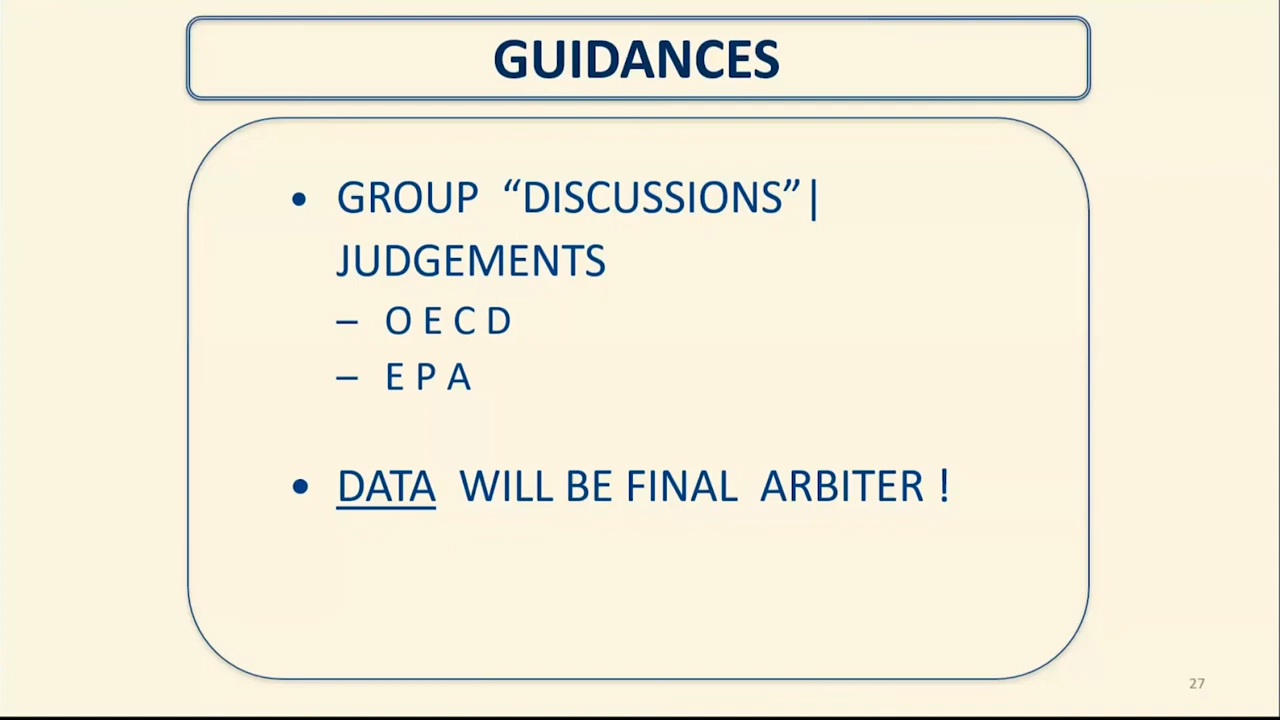 GUIDANCES
• GROUP “DISCUSSIONS”|
JUDGEMENTS
– O E C D
– E P A
• DATA WILL BE FINAL ARBITER !
27